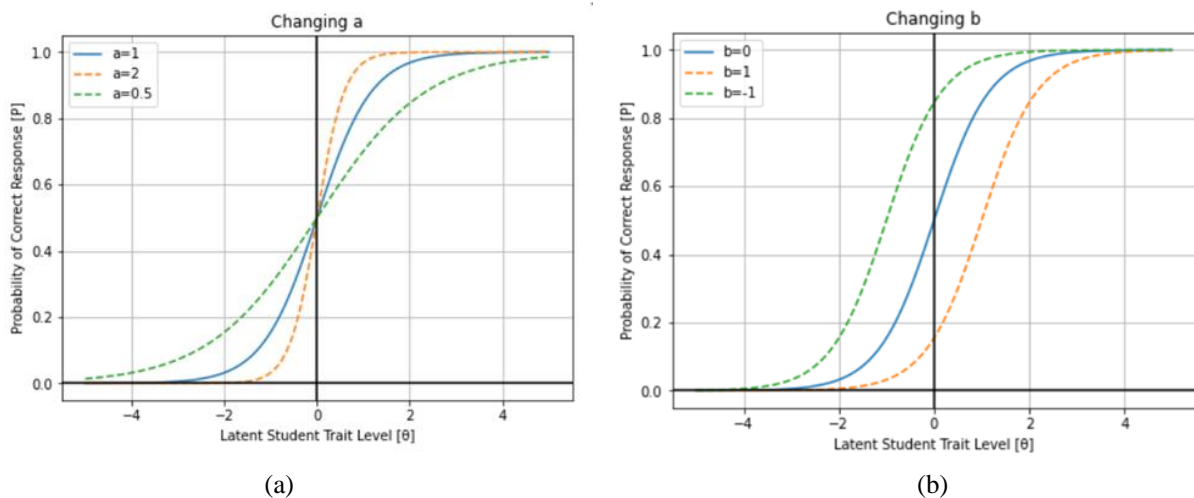 Changing a
a=1
a=2
a=0.5
1.0
0.8
0.6
0.4
0.2
0.0
Probability of Correct Response [P]
−4
−2
0
2
4
Latent Student Trait Level [θ]
(a)
Changing b
b=0
b=1
b=-1
1.0
0.8
0.6
0.4
0.2
0.0
Probability of Correct Response [P]
−4
−2
0
2
4
Latent Student Trait Level [θ]
(b)